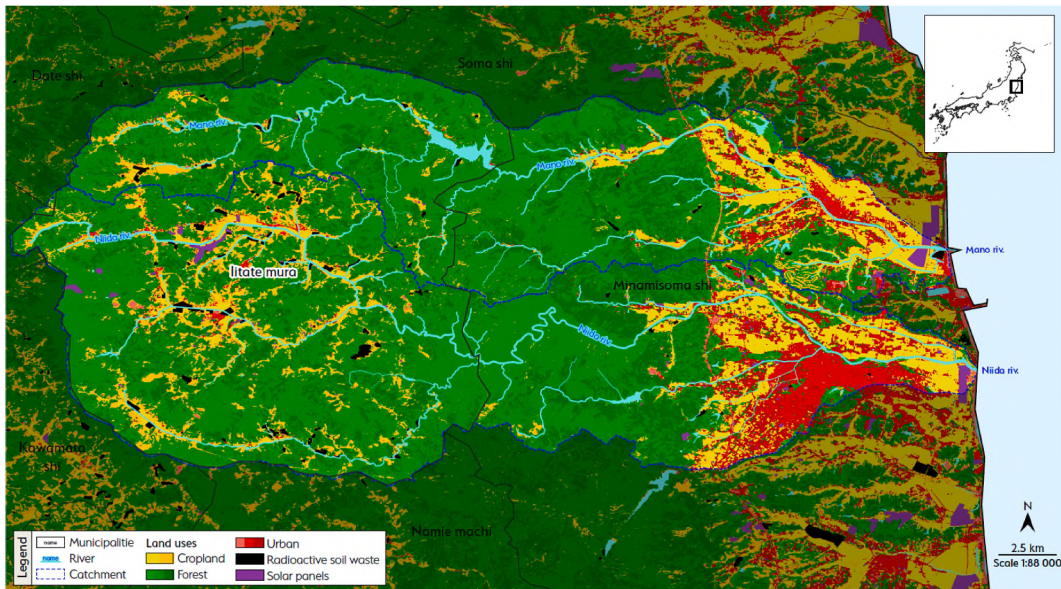 Date shi
Soma shi
Mano riv.
Mano riv.
Niida riv.
Iitate mura
Mano riv.
Minamisoma shi
Niida riv.
Niida riv.
Kawamata
shi
Namie machi
N
2.5 km
Scale 1:88 000
Legend
name Municipalitie
name River
Catchment
Land uses
Cropland
Forest
Urban
Radioactive soil waste
Solar panels